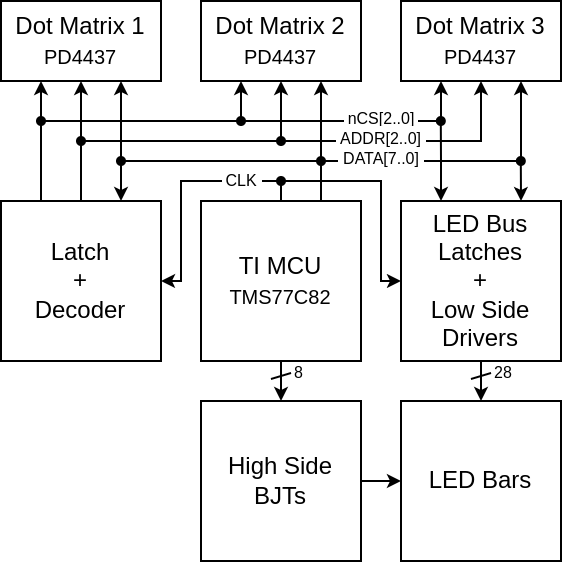 Dot Matrix 1
PD4437
Dot Matrix 2
PD4437
Dot Matrix 3
PD4437
nCS[2..0]
ADDR[2..0]
DATA[7..0]
CLK
Latch
+
Decoder
TI MCU
TMS77C82
LED Bus
Latches
+
Low Side
Drivers
8
28
High Side
BJTs
LED Bars